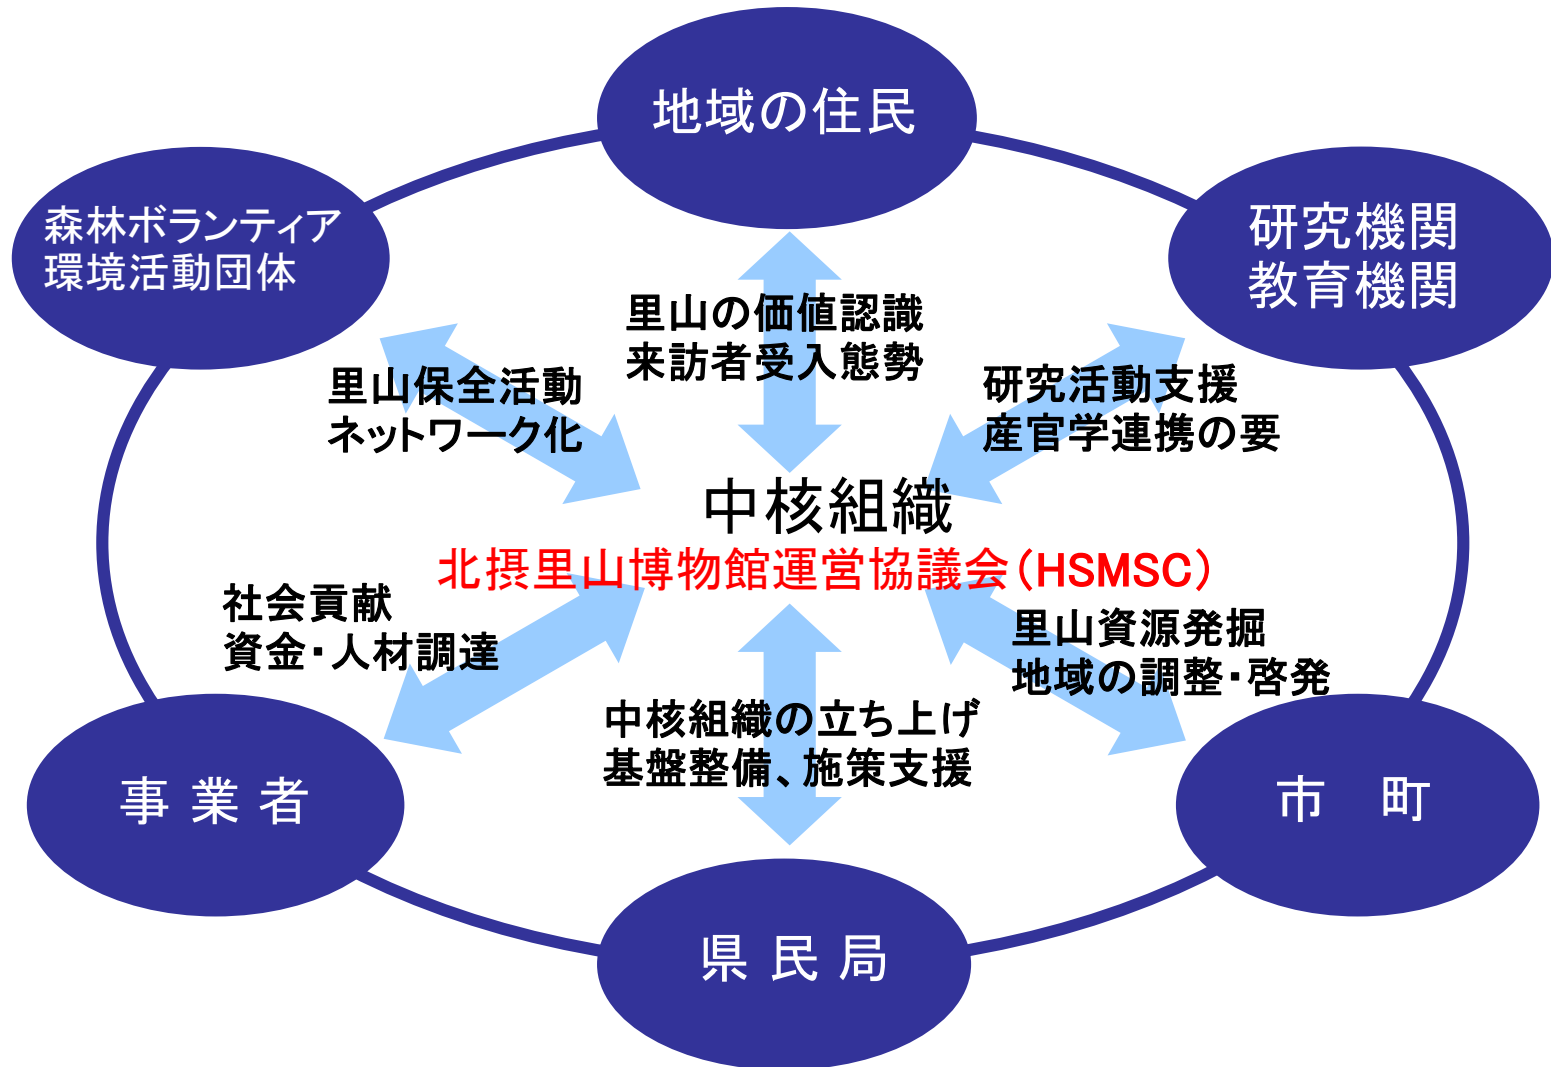 地域の住民
森林ボランティア
環境活動団体
研究機関
教育機関
里山の価値認識
来訪者受入態勢
里山保全活動
ネットワーク化
研究活動支援
産官学連携の要
中核組織
北摂里山博物館運営協議会（HSMSC）
社会貢献
資金・人材調達
里山資源発掘
地域の調整・啓発
中核組織の立ち上げ
基盤整備、施策支援
事 業 者
市　町
県 民 局